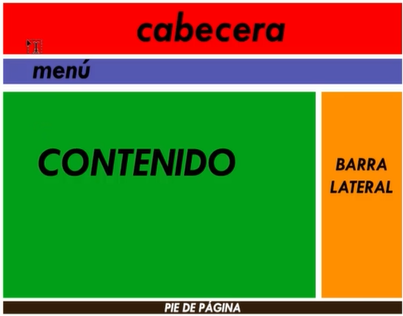 cabecera
menú
CONTENIDO
BARRA
LATERAL
PIE DE PÁGINA